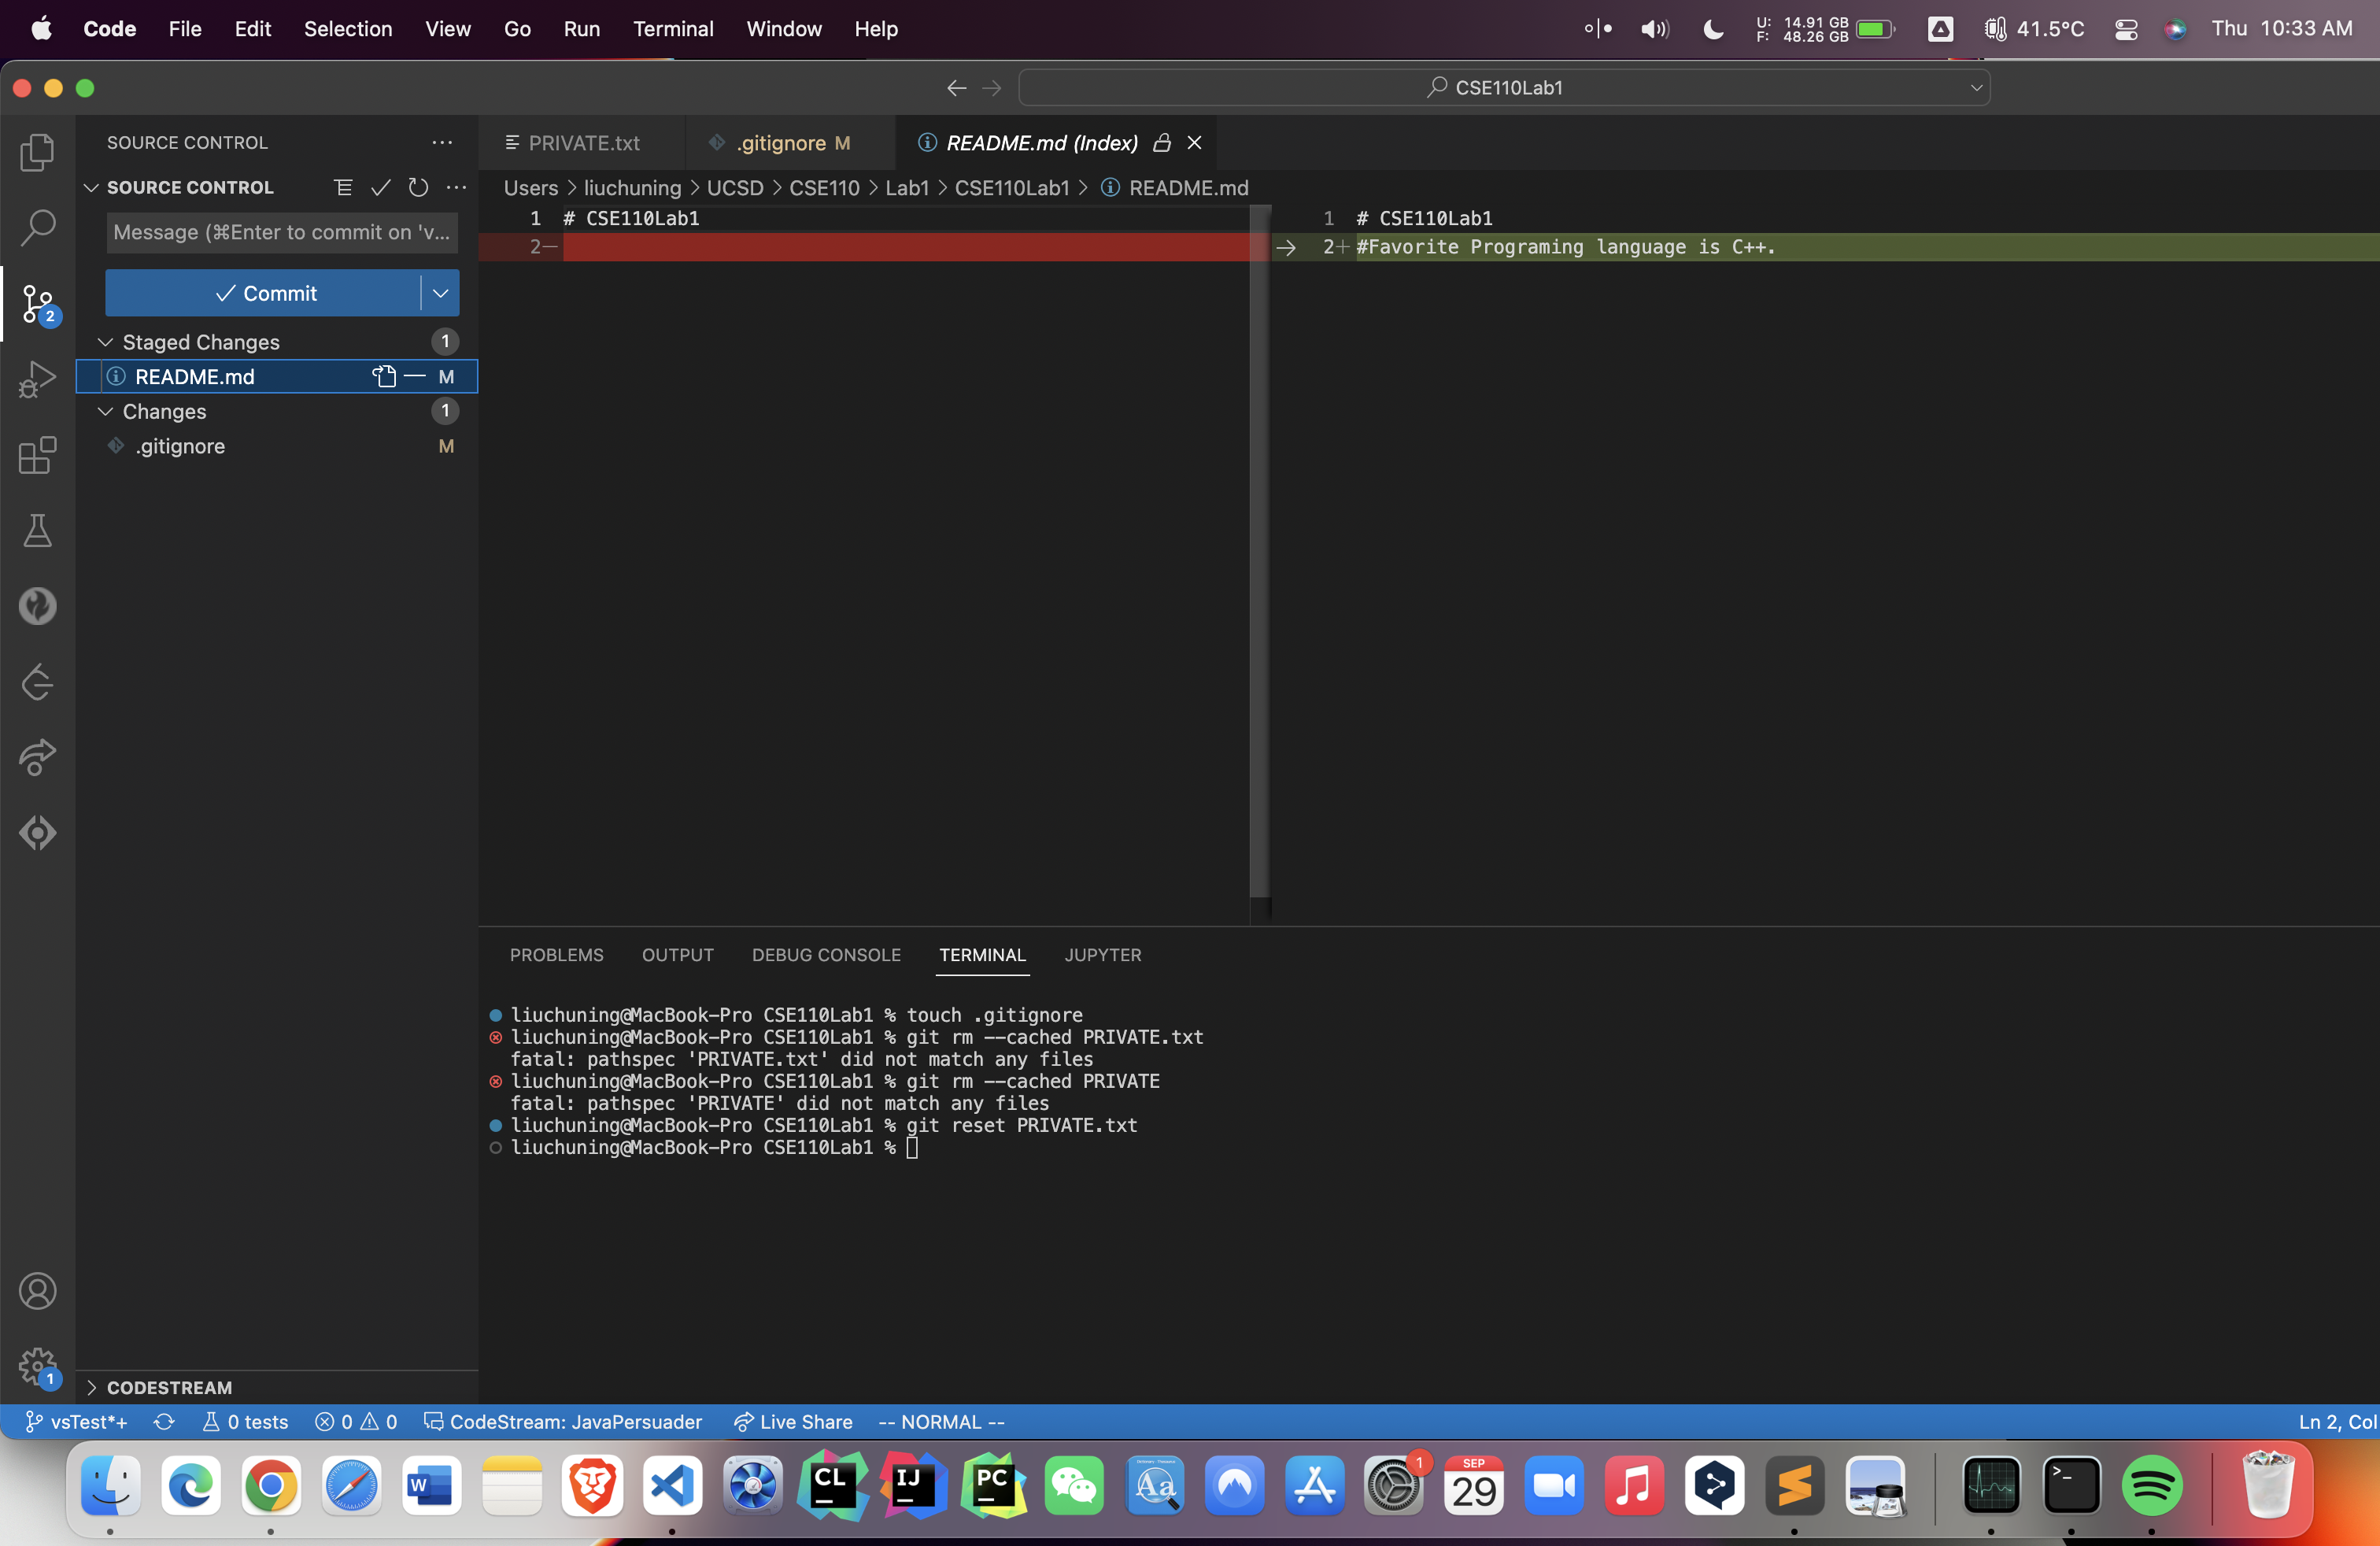 Code File Edit Selection View Go Run Terminal Window Help
U: 14.91 GB
F: 48.26 GB
41.5°C
Thu 10:33 AM
CSE110Lab1
SOURCE CONTROL
PRIVATE.txt
.gitignore M
README.md (Index)
SOURCE CONTROL
Users > liuchuning > UCSD > CSE110 > Lab1 > CSE110Lab1 > README.md
Message (⌘Enter to commit on 'v...
Commit
Staged Changes 1
README.md M
Changes 1
.gitignore M
2
1 # CSE110Lab1
2—
1 # CSE110Lab1
2+ #Favorite Programing language is C++.
PROBLEMS OUTPUT DEBUG CONSOLE TERMINAL JUPYTER
liuchuning@MacBook-Pro CSE110Lab1 % touch .gitignore
liuchuning@MacBook-Pro CSE110Lab1 % git rm --cached PRIVATE.txt
fatal: pathspec 'PRIVATE.txt' did not match any files
liuchuning@MacBook-Pro CSE110Lab1 % git rm --cached PRIVATE
fatal: pathspec 'PRIVATE' did not match any files
liuchuning@MacBook-Pro CSE110Lab1 % git reset PRIVATE.txt
liuchuning@MacBook-Pro CSE110Lab1 %
1
CODESTREAM
vsTest*+ 0 tests 0 0 CodeStream: JavaPersuader Live Share -- NORMAL --
Ln 2, Col
W
CL
IJ
PC
Aa
1
SEP
29
>_